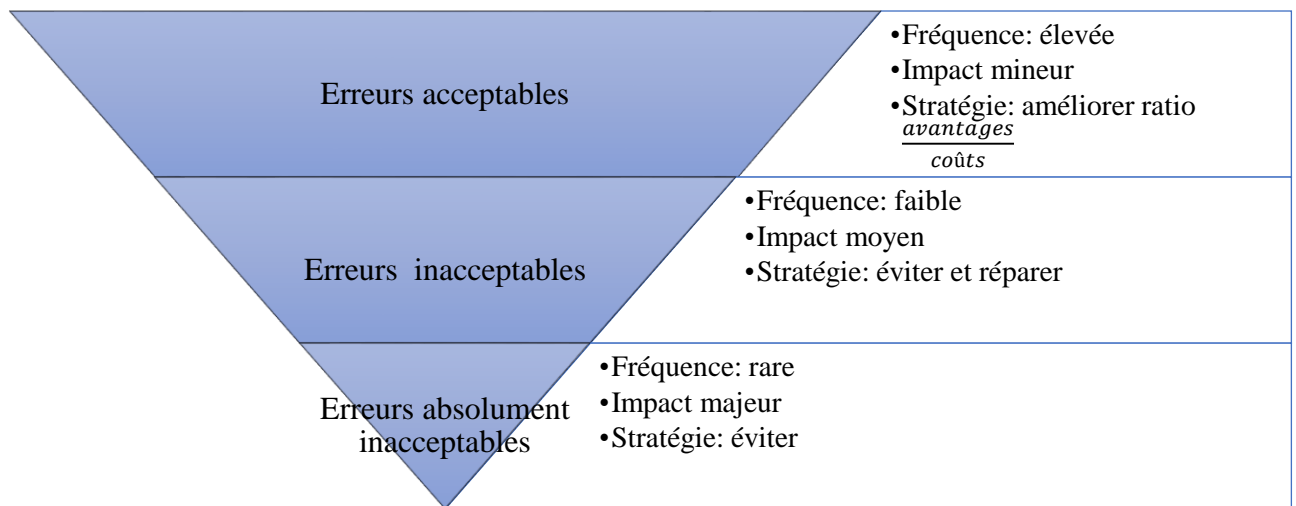 Erreurs acceptables
•Fréquence: élevée
•Impact mineur
•Stratégie: améliorer ratio
avantages
coûts
Erreurs inacceptables
•Fréquence: faible
•Impact moyen
•Stratégie: éviter et réparer
Erreurs absolument
inacceptables
•Fréquence: rare
•Impact majeur
•Stratégie: éviter